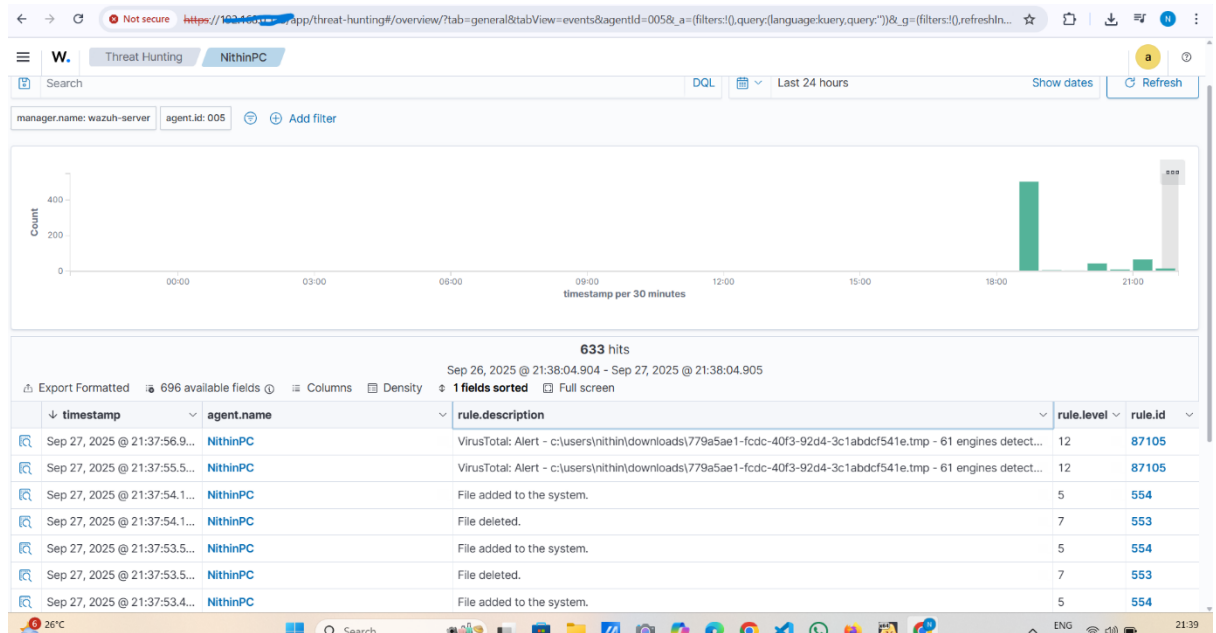 Not secure https:// /app/threat-hunting#/overview/?tab=general&tabView=events&agentId=005&_a=(filters:!(),query:(language:kuery,query:''))&_g=(filters:!(),refreshIn... N
W. Threat Hunting NithinPC a
Search DQL Last 24 hours Show dates Refresh
manager.name: wazuh-server agent.id: 005 Add filter
400
200
0
Count
00:00 03:00 06:00 09:00 12:00 15:00 18:00 21:00
timestamp per 30 minutes
633 hits
Sep 26, 2025 @ 21:38:04.904 - Sep 27, 2025 @ 21:38:04.905
Export Formatted 696 available fields Columns Density 1 fields sorted Full screen
timestamp agent.name rule.description rule.level rule.id
Sep 27, 2025 @ 21:37:56.9... NithinPC VirusTotal: Alert - c:\users\nithin\downloads\779a5ae1-fcdc-40f3-92d4-3c1abdcf541e.tmp - 61 engines detect... 12 87105
Sep 27, 2025 @ 21:37:55.5... NithinPC VirusTotal: Alert - c:\users\nithin\downloads\779a5ae1-fcdc-40f3-92d4-3c1abdcf541e.tmp - 61 engines detect... 12 87105
Sep 27, 2025 @ 21:37:54.1... NithinPC File added to the system. 5 554
Sep 27, 2025 @ 21:37:54.1... NithinPC File deleted. 7 553
Sep 27, 2025 @ 21:37:53.5... NithinPC File added to the system. 5 554
Sep 27, 2025 @ 21:37:53.5... NithinPC File deleted. 7 553
Sep 27, 2025 @ 21:37:53.4... NithinPC File added to the system. 5 554
6 26°C Search ENG 21:39